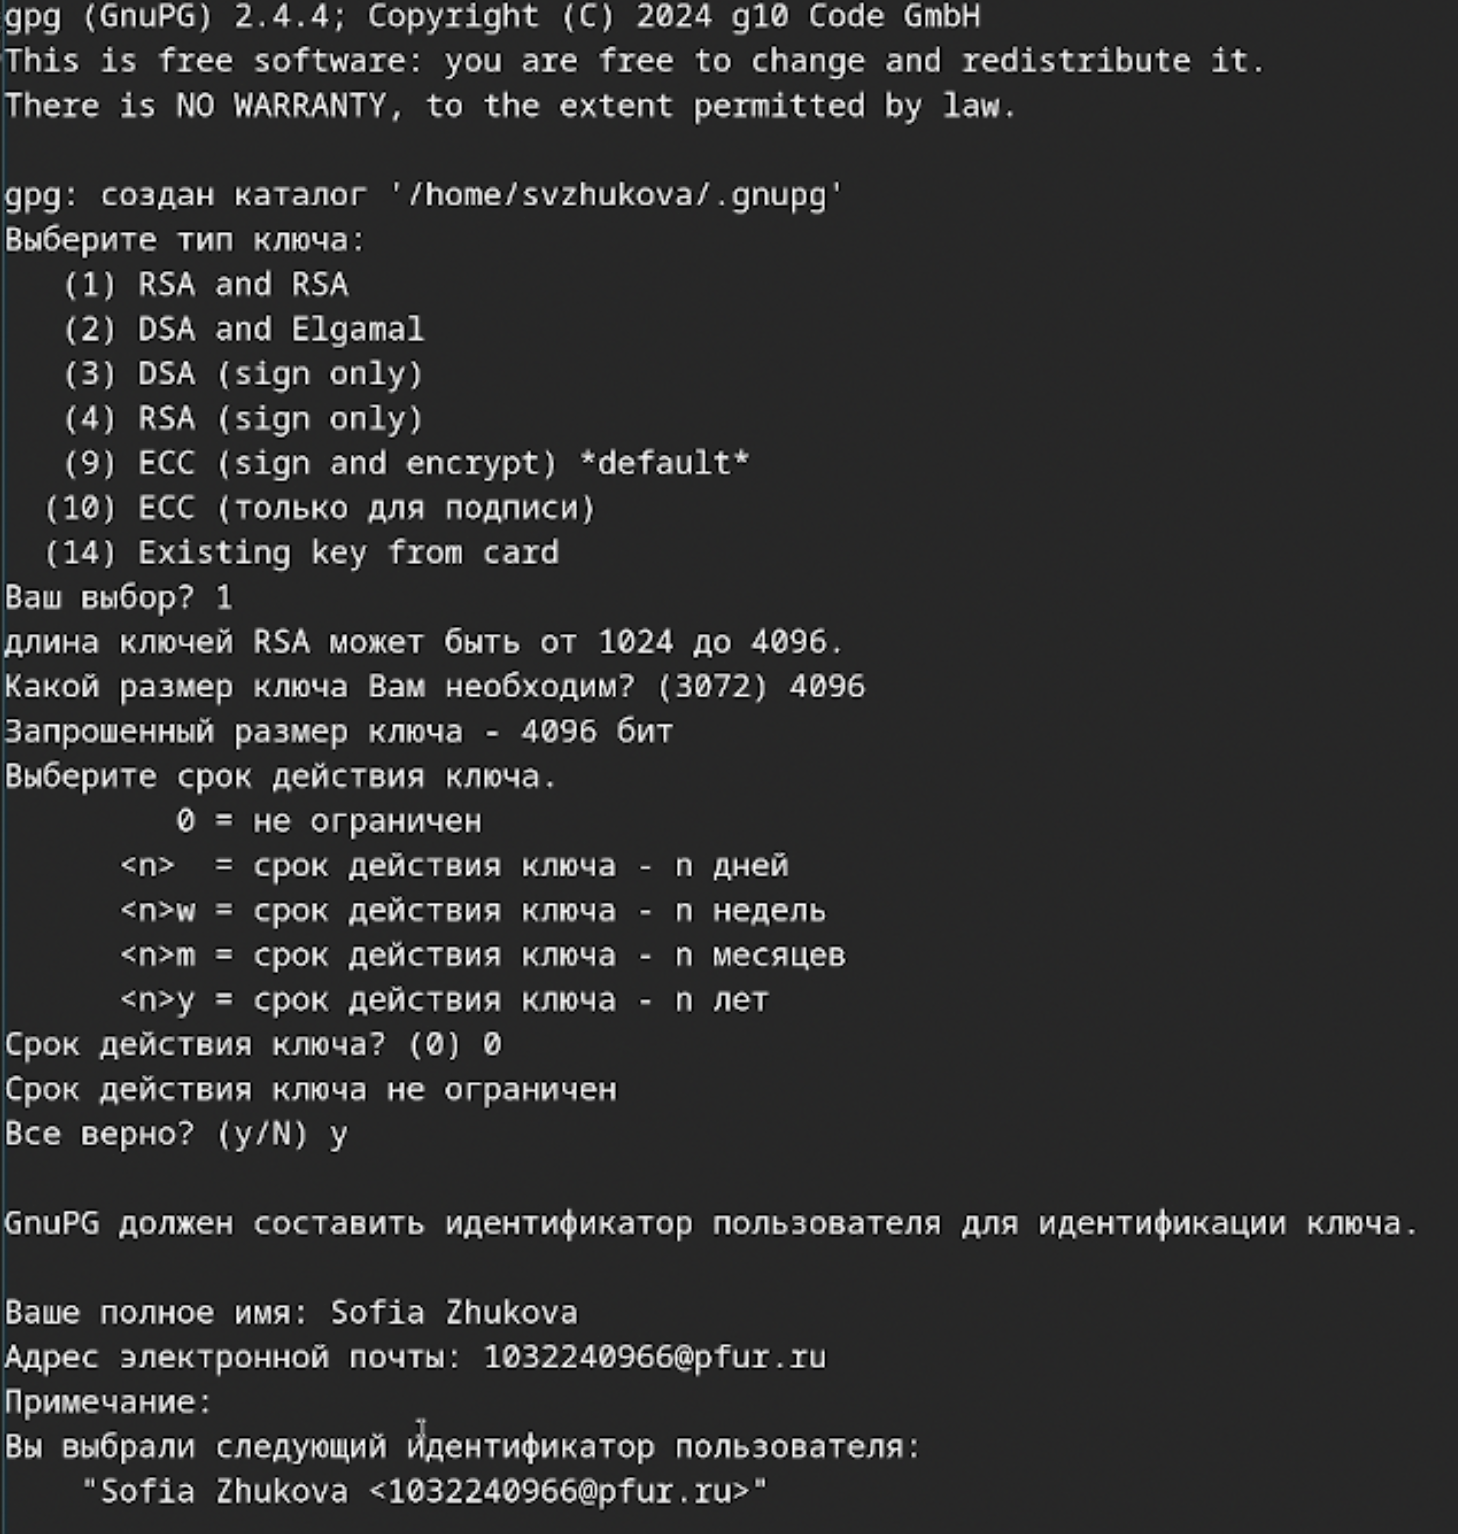 gpg (GnuPG) 2.4.4; Copyright (C) 2024 g10 Code GmbH
This is free software: you are free to change and redistribute it.
There is NO WARRANTY, to the extent permitted by law.
gpg: создан каталог '/home/svzhukova/.gnupg'
Выберите тип ключа:
(1) RSA and RSA
(2) DSA and Elgamal
(3) DSA (sign only)
(4) RSA (sign only)
(9) ECC (sign and encrypt) *default*
(10) ECC (только для подписи)
(14) Existing key from card
Ваш выбор? 1
длина ключей RSA может быть от 1024 до 4096.
Какой размер ключа Вам необходим? (3072) 4096
Запрошенный размер ключа - 4096 бит
Выберите срок действия ключа.
0 = не ограничен
<n>  = срок действия ключа - n дней
<n>w = срок действия ключа - n недель
<n>m = срок действия ключа - n месяцев
<n>y = срок действия ключа - n лет
Срок действия ключа? (0) 0
Срок действия ключа не ограничен
Все верно? (y/N) y
GnuPG должен составить идентификатор пользователя для идентификации ключа.
Ваше полное имя: Sofia Zhukova
Адрес электронной почты: 1032240966@pfur.ru
Примечание:
Вы выбрали следующий идентификатор пользователя:
"Sofia Zhukova <1032240966@pfur.ru>"